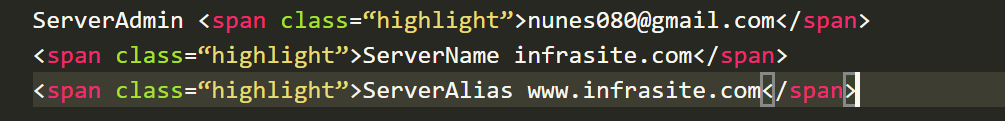 ServerAdmin <span class=“highlight”>nunes080@gmail.com</span>
<span class=“highlight”>ServerName infrasite.com</span>
<span class=“highlight”>ServerAlias www.infrasite.com</span>